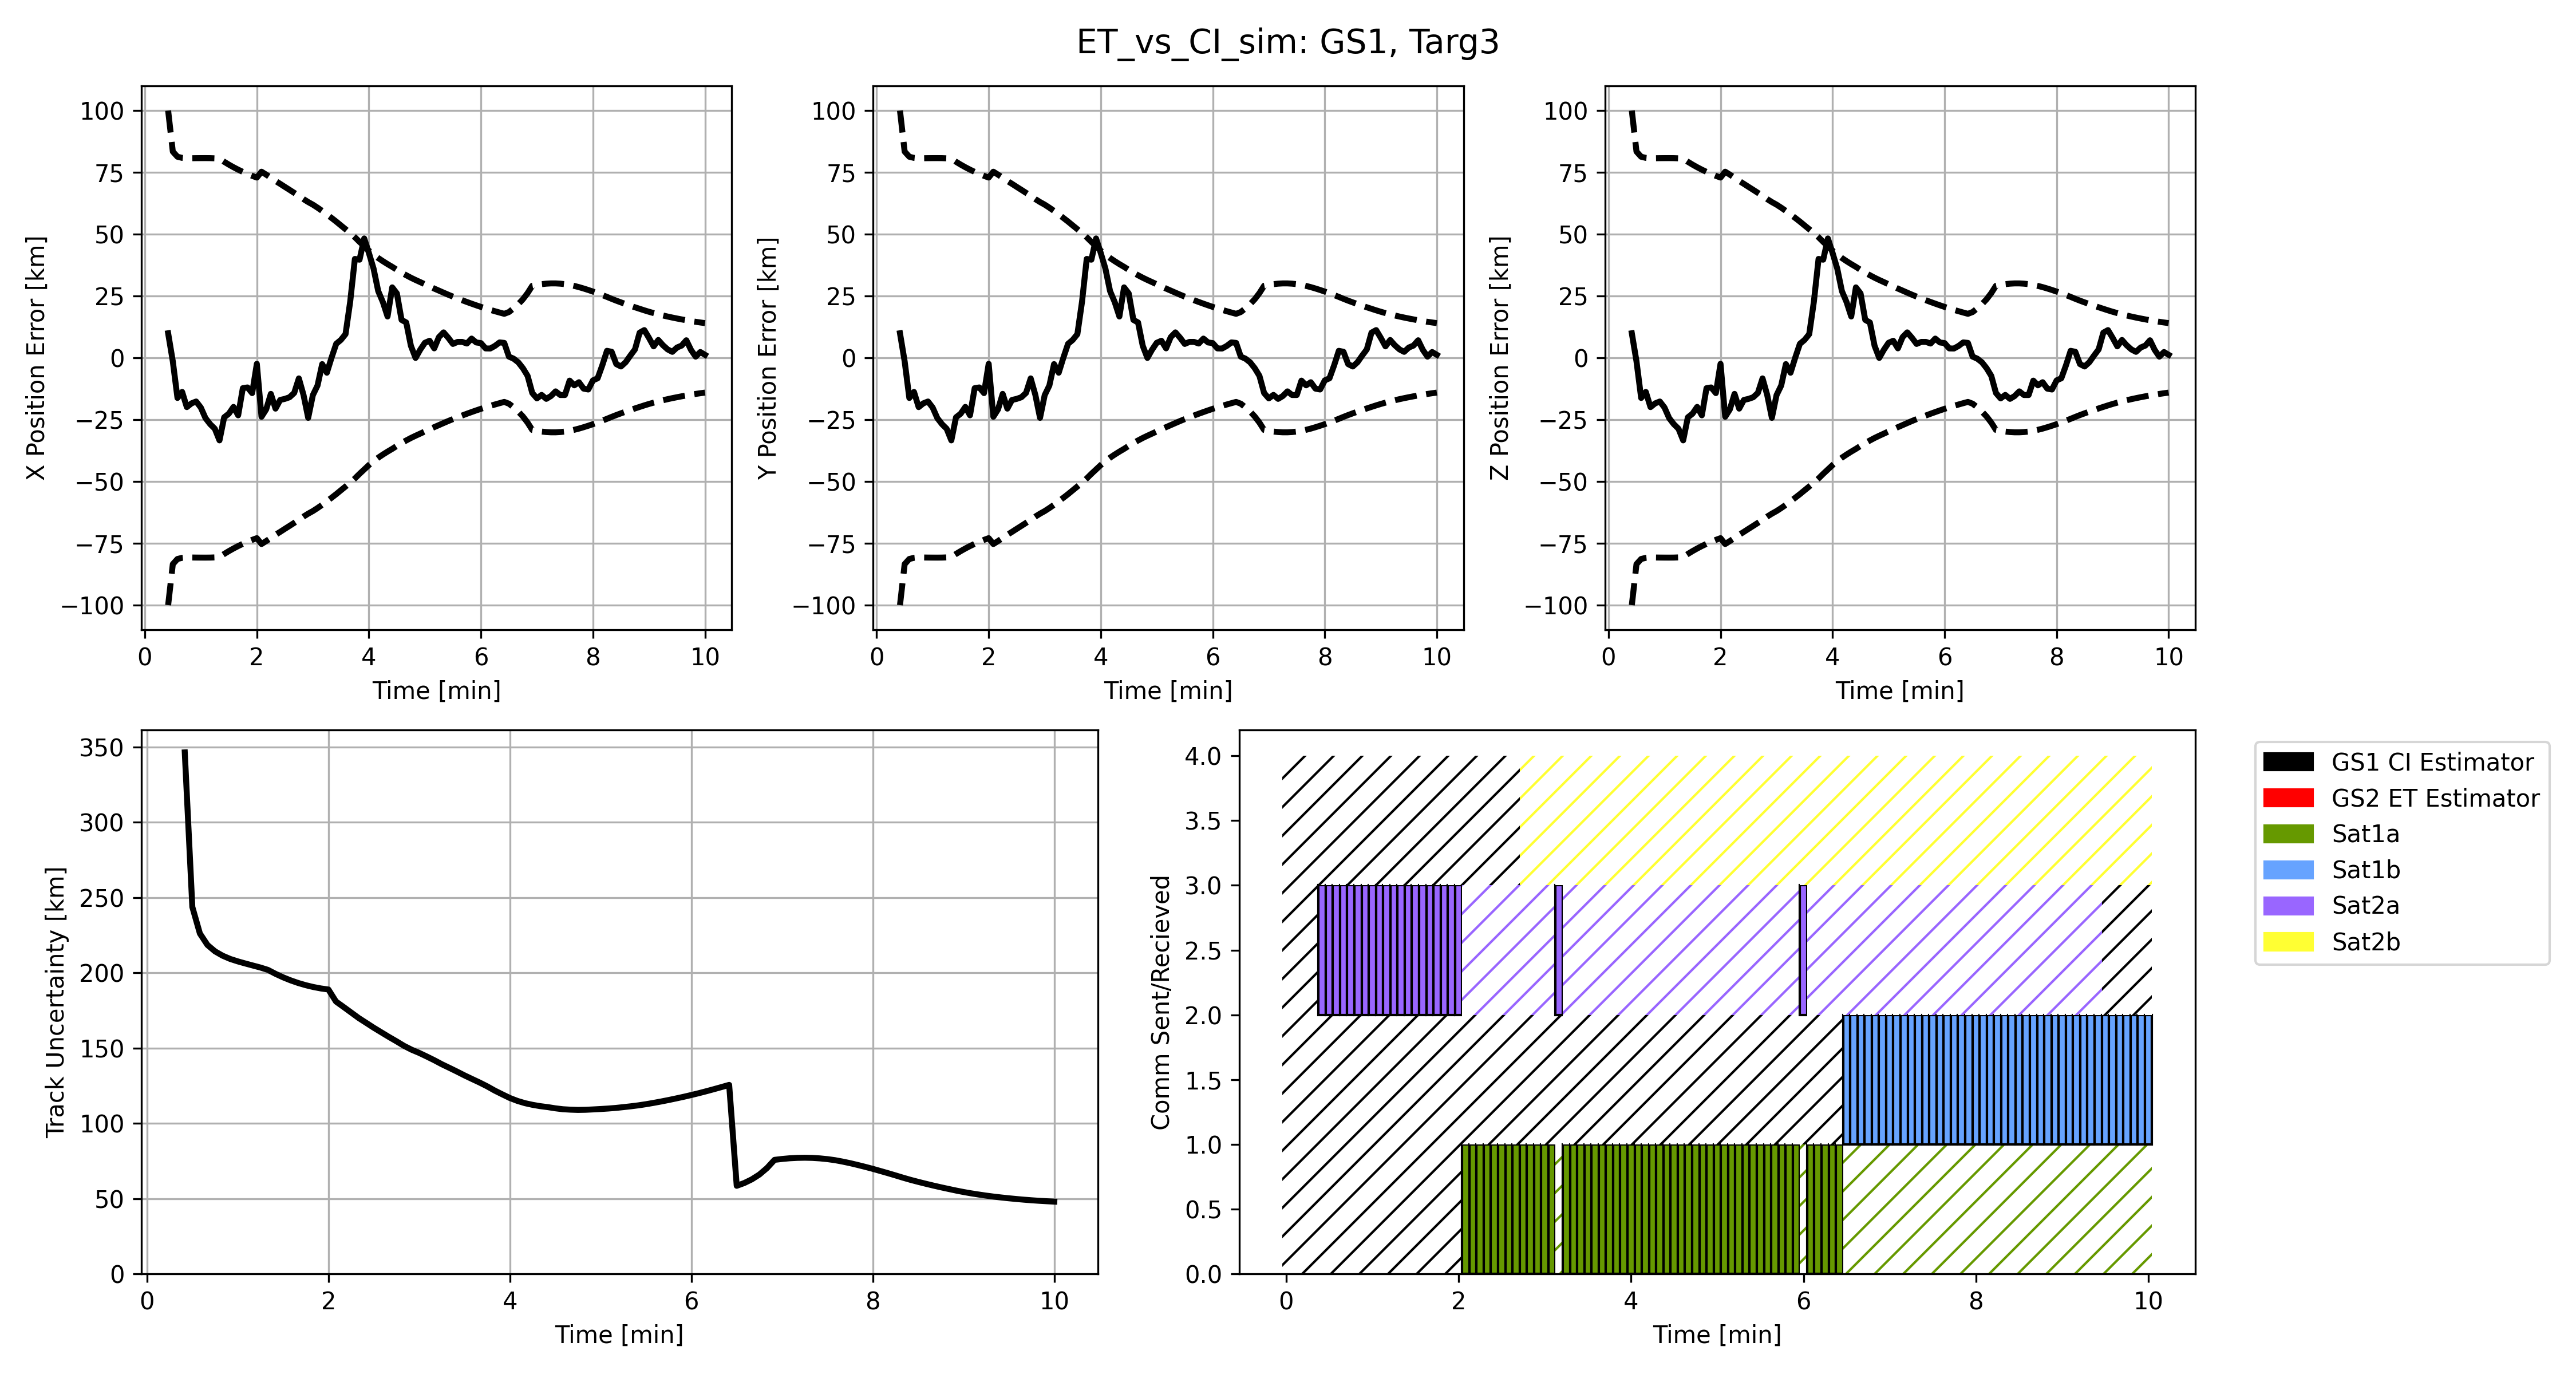 ET_vs_CI_sim: GS1, Targ3
X Position Error [km]
100
75
50
25
0
−25
−50
−75
−100
0 2 4 6 8 10
Time [min]
Y Position Error [km]
100
75
50
25
0
−25
−50
−75
−100
0 2 4 6 8 10
Time [min]
Z Position Error [km]
100
75
50
25
0
−25
−50
−75
−100
0 2 4 6 8 10
Time [min]
Track Uncertainty [km]
350
300
250
200
150
100
50
0
0 2 4 6 8 10
Time [min]
Comm Sent/Recieved
4.0
3.5
3.0
2.5
2.0
1.5
1.0
0.5
0.0
0 2 4 6 8 10
Time [min]
GS1 CI Estimator
GS2 ET Estimator
Sat1a
Sat1b
Sat2a
Sat2b